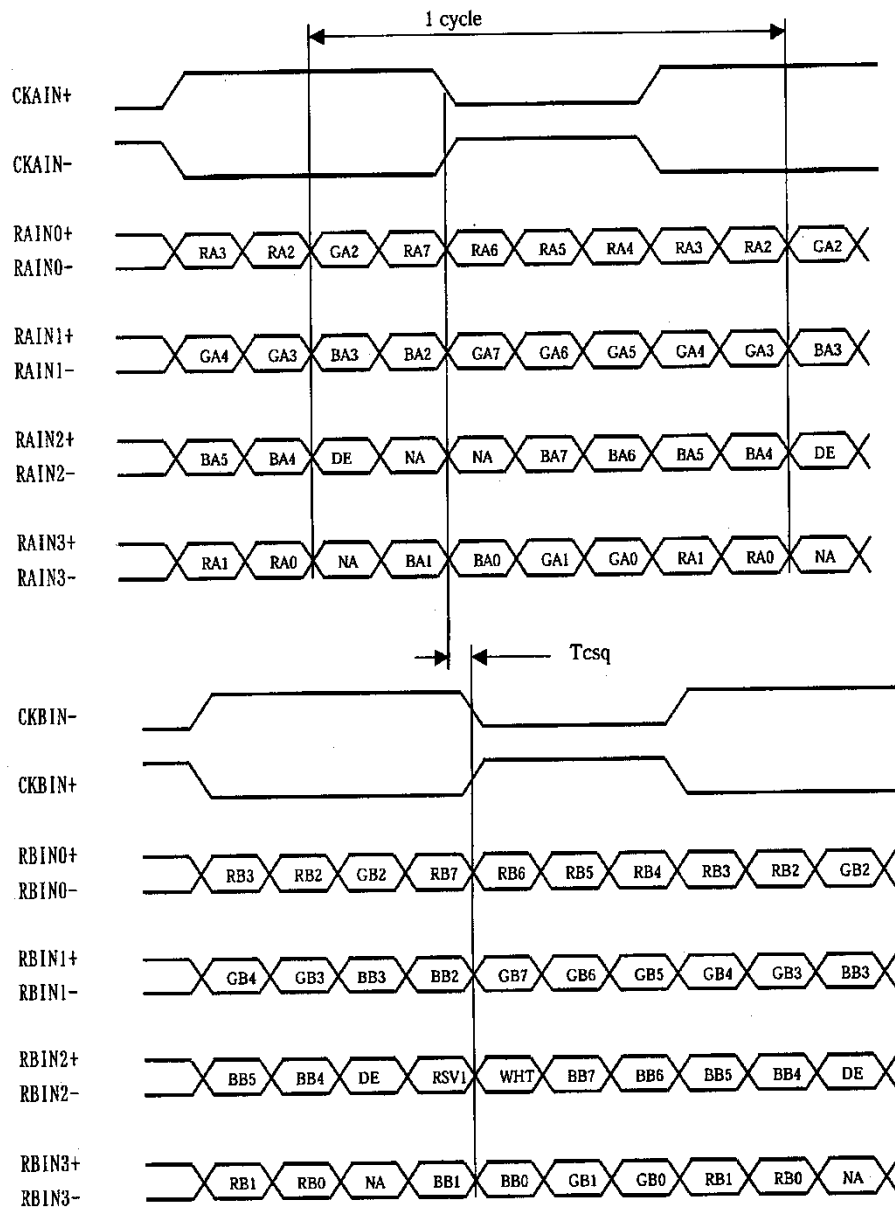 1 cycle
CKAIN+
CKAIN-
RAIN0+
RA3 RA2 GA2 RA7 RA6 RA5 RA4 RA3 RA2 GA2
RAIN0-
RAIN1+
GA4 GA3 BA3 BA2 GA7 GA6 GA5 GA4 GA3 BA3
RAIN1-
RAIN2+
BA5 BA4 DE NA NA BA7 BA6 BA5 BA4 DE
RAIN2-
RAIN3+
RA1 RA0 NA BA1 BA0 GA1 GA0 RA1 RA0 NA
RAIN3-
Tcsq
CKBIN-
CKBIN+
RBIN0+
RB3 RB2 GB2 RB7 RB6 RB5 RB4 RB3 RB2 GB2
RBIN0-
RBIN1+
GB4 GB3 BB3 BB2 GB7 GB6 GB5 GB4 GB3 BB3
RBIN1-
RBIN2+
BB5 BB4 DE RSV1 WHT BB7 BB6 BB5 BB4 DE
RBIN2-
RBIN3+
RB1 RB0 NA BB1 BB0 GB1 GB0 RB1 RB0 NA
RBIN3-